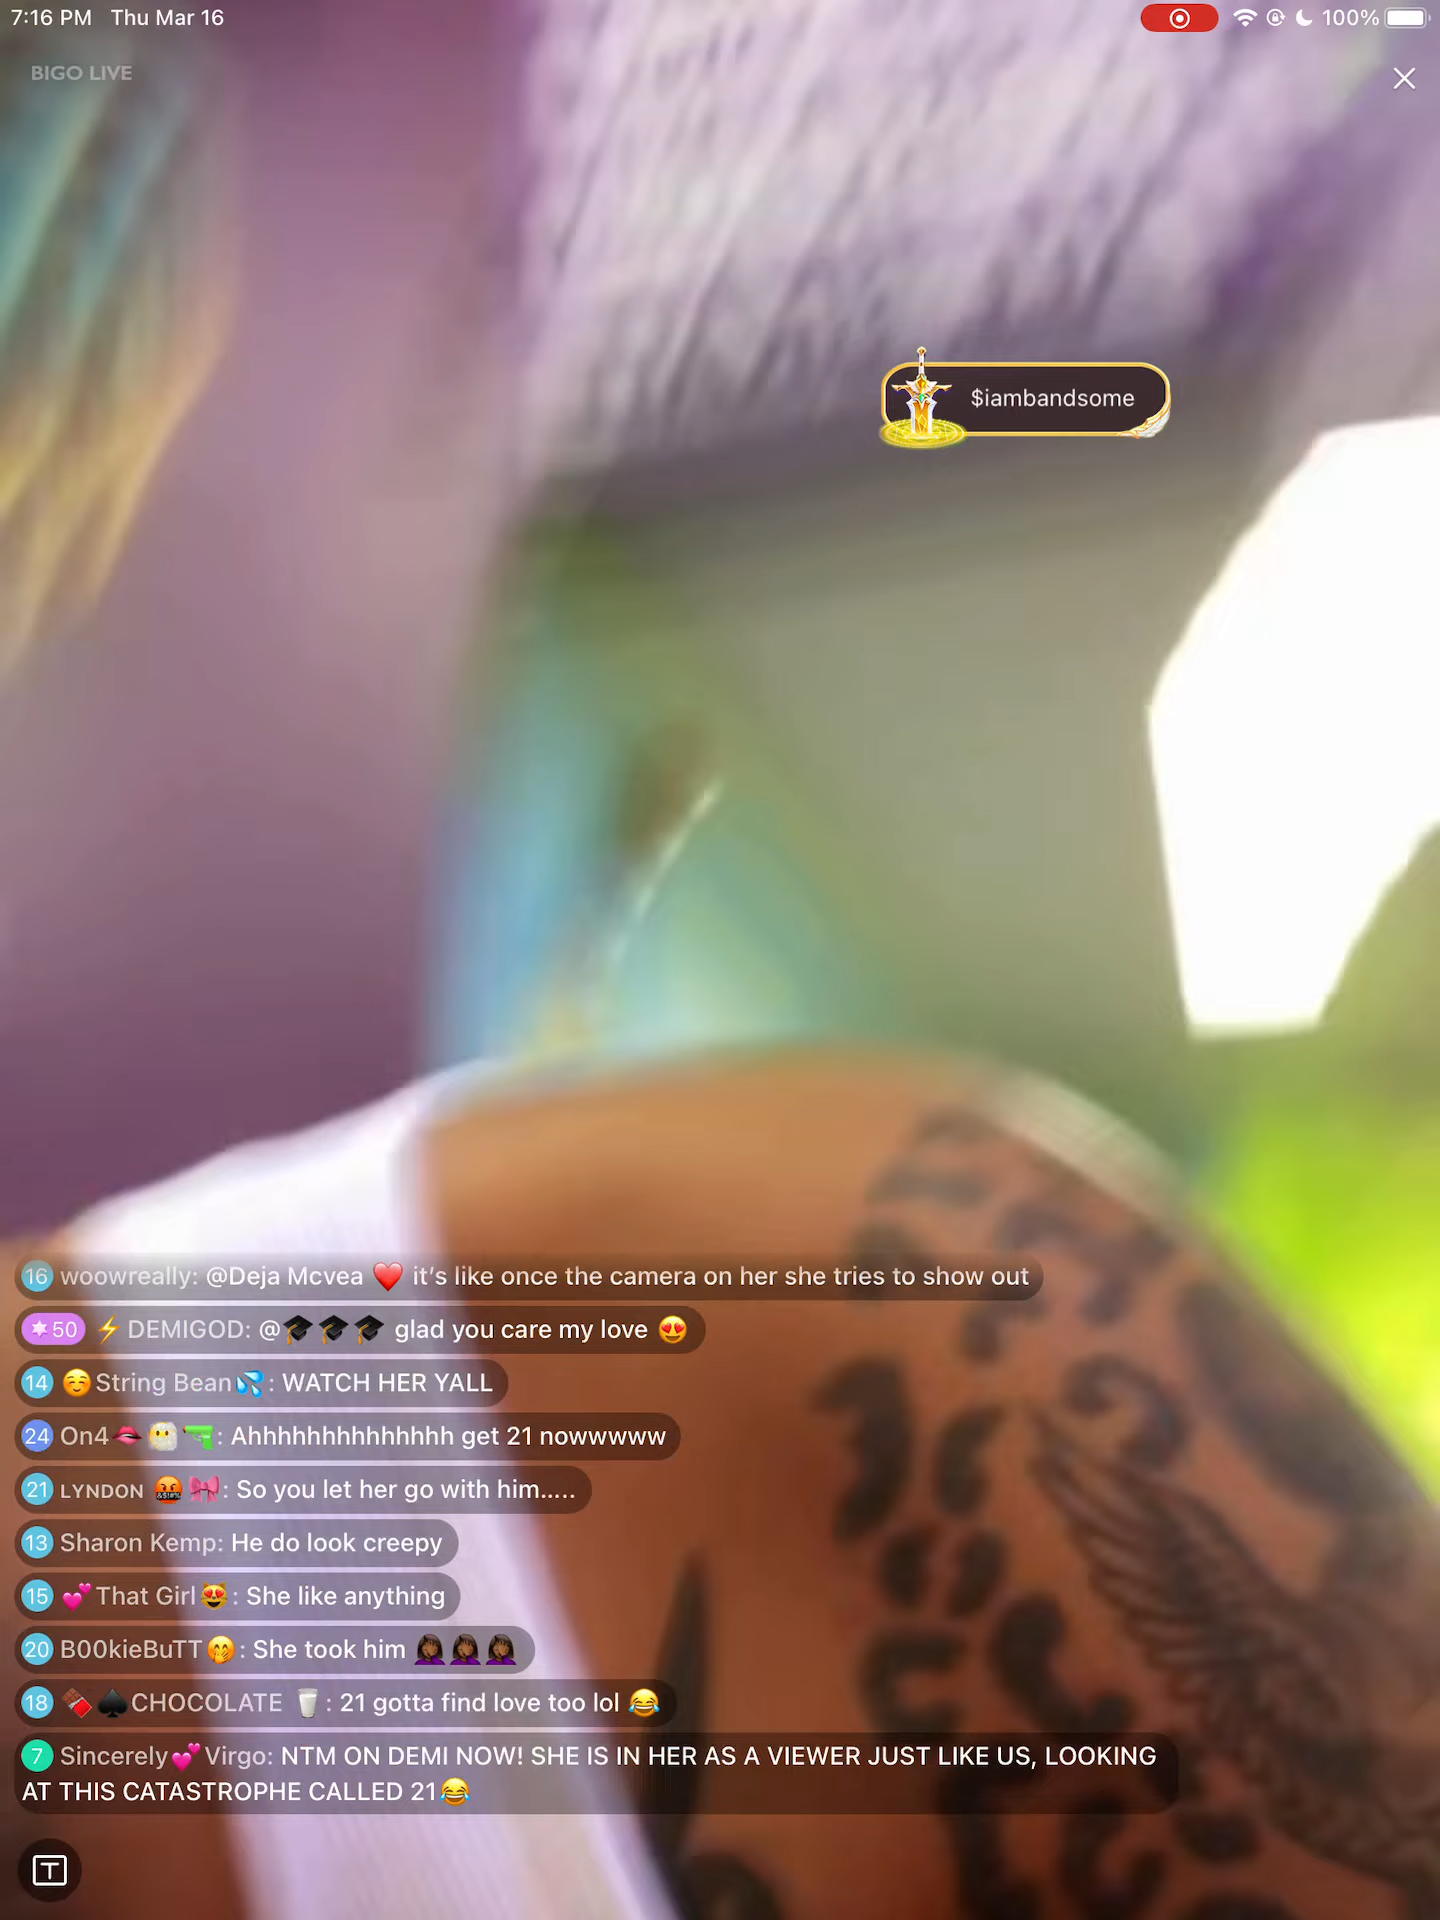 7:16 PM Thu Mar 16
100%
BIGO LIVE
$iambandsome
16 woowreally: @Deja Mcvea ❤️ it's like once the camera on her she tries to show out
50 ⚡ DEMIGOD: @🎓🎓🎓 glad you care my love 😍
14 ☺️String Bean💦: WATCH HER YALL
24 On4👄😶🔫: Ahhhhhhhhhhhhhh get 21 nowwwww
21 LYNDON 🤬🎀: So you let her go with him.....
13 Sharon Kemp: He do look creepy
15 💕That Girl😻: She like anything
20 B00kieBuTT🤭: She took him 🤦🏾‍♀️🤦🏾‍♀️🤦🏾‍♀️
18 🍫♠️CHOCOLATE 🥛: 21 gotta find love too lol 😂
7 Sincerely💕Virgo: NTM ON DEMI NOW! SHE IS IN HER AS A VIEWER JUST LIKE US, LOOKING
AT THIS CATASTROPHE CALLED 21😂
T